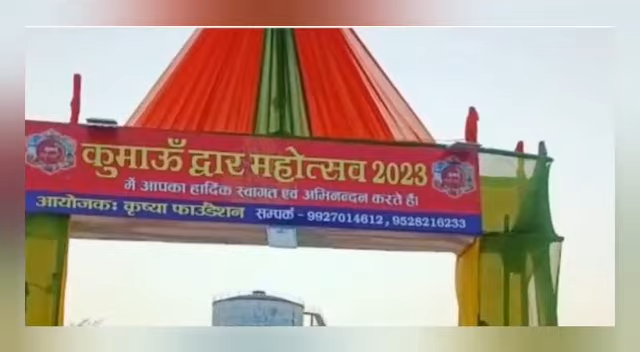 कुमाऊँ द्वार महोत्सव 2023
में आपका हार्दिक स्वागत एवं अभिनन्दन करते हैं।
आयोजकः कृष्या फाउंडेशन सम्पर्क - 9927014612, 9528216233